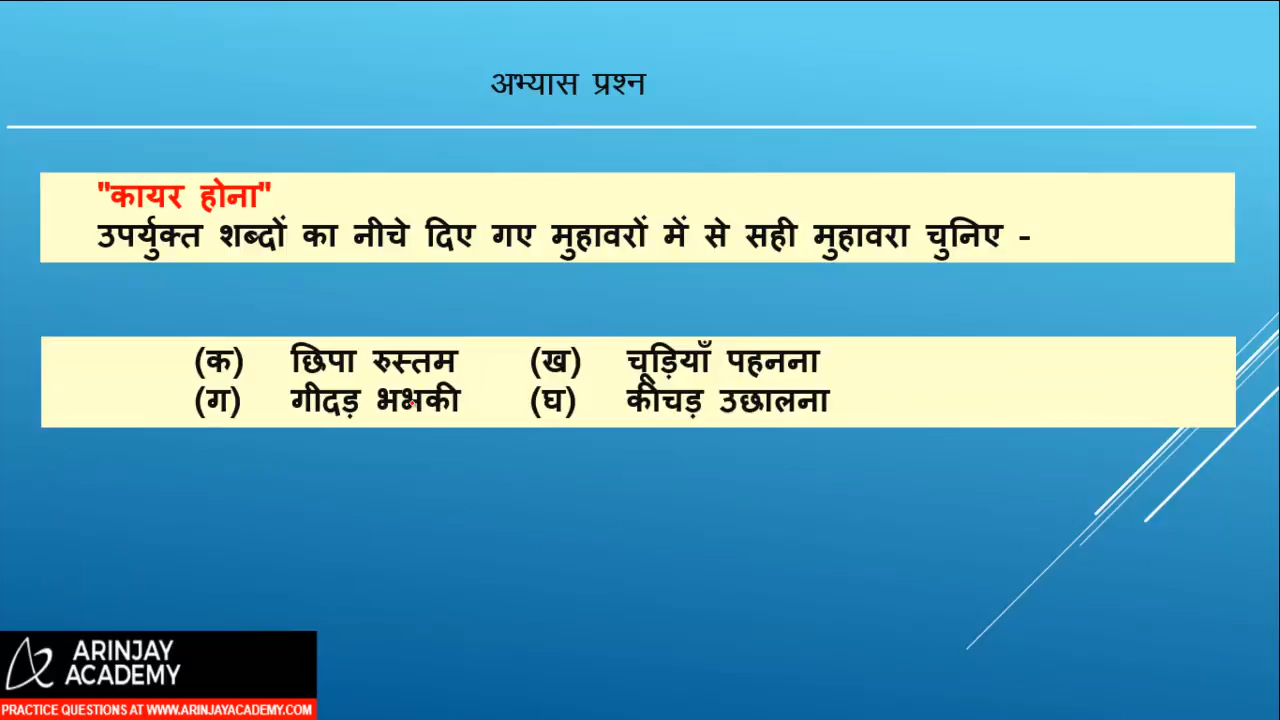 अभ्यास प्रश्न
"कायर होना"
उपर्युक्त शब्दों का नीचे दिए गए मुहावरों में से सही मुहावरा चुनिए -
(क) छिपा रुस्तम (ख) चूड़ियाँ पहनना
(ग) गीदड़ भभकी (घ) कीचड़ उछालना
ARINJAY
ACADEMY
PRACTICE QUESTIONS AT WWW.ARINJAYACADEMY.COM